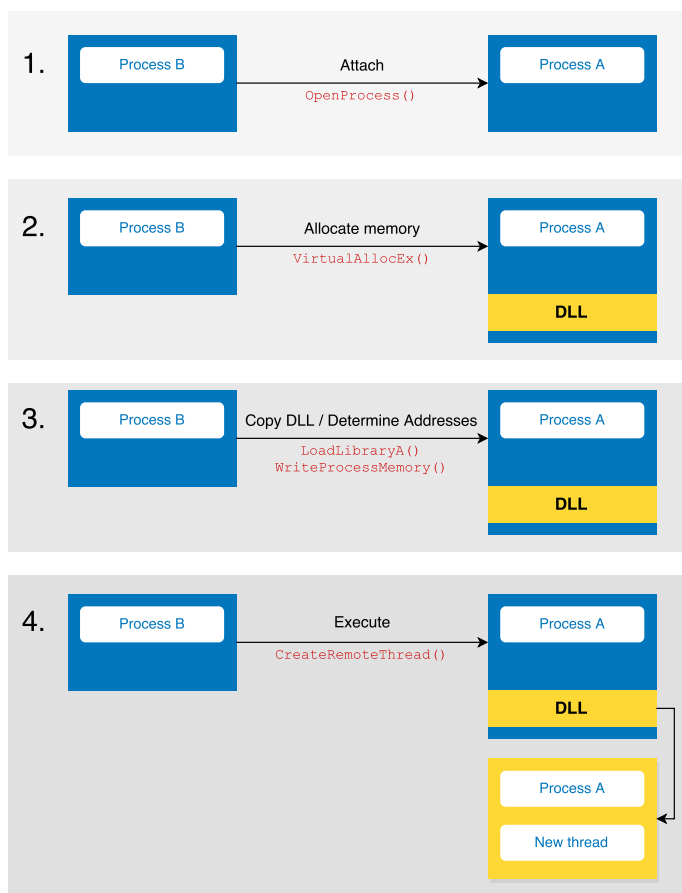 1.
Process B
Attach
OpenProcess()
Process A
2.
Process B
Allocate memory
VirtualAllocEx()
Process A
DLL
3.
Process B
Copy DLL / Determine Addresses
LoadLibraryA()
WriteProcessMemory()
Process A
DLL
4.
Process B
Execute
CreateRemoteThread()
Process A
DLL
Process A
New thread